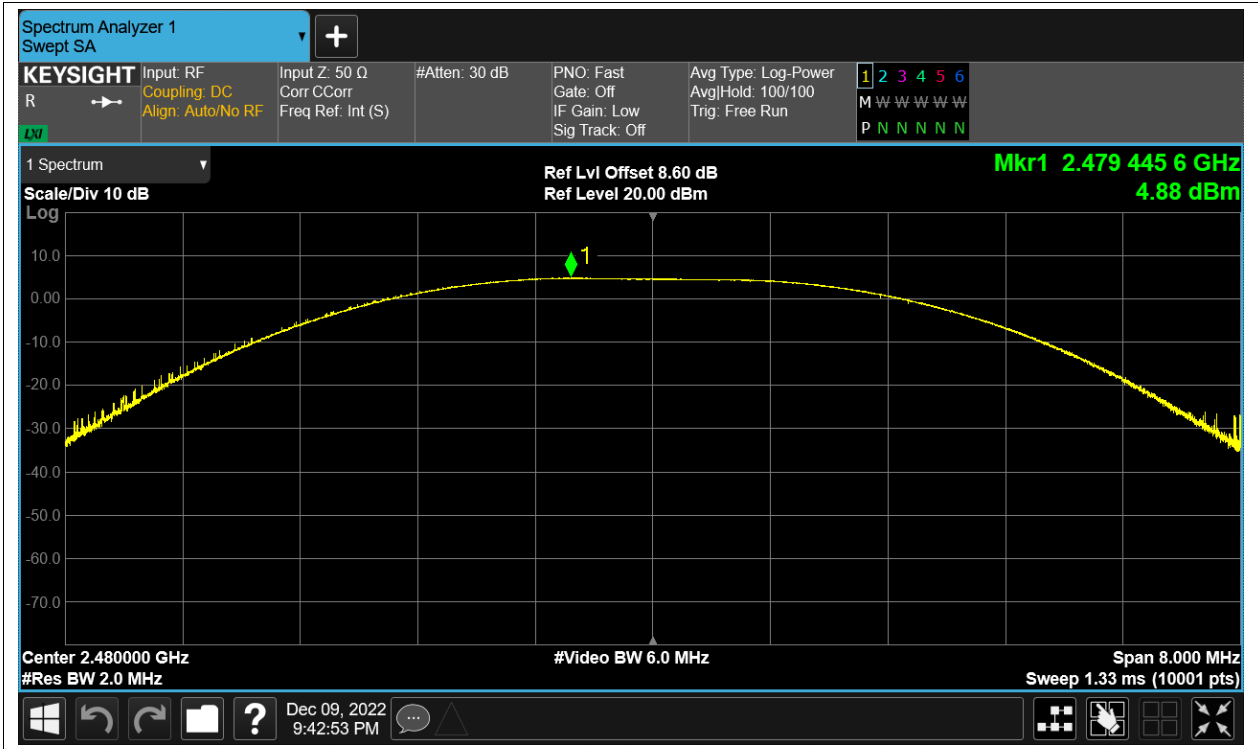 Spectrum Analyzer 1
Swept SA
KEYSIGHT
R
LXI
Input: RF
Coupling: DC
Align: Auto/No RF
Input Z: 50 Ω
Corr CCorr
Freq Ref: Int (S)
#Atten: 30 dB
PNO: Fast
Gate: Off
IF Gain: Low
Sig Track: Off
Avg Type: Log-Power
Avg|Hold: 100/100
Trig: Free Run
1 2 3 4 5 6
M W W W W W W
P N N N N N N
1 Spectrum
Scale/Div 10 dB
Log
Ref Lvl Offset 8.60 dB
Ref Level 20.00 dBm
Mkr1 2.479 445 6 GHz
4.88 dBm
1
10.0
0.00
-10.0
-20.0
-30.0
-40.0
-50.0
-60.0
-70.0
Center 2.480000 GHz
#Res BW 2.0 MHz
#Video BW 6.0 MHz
Span 8.000 MHz
Sweep 1.33 ms (10001 pts)
?
Dec 09, 2022
9:42:53 PM